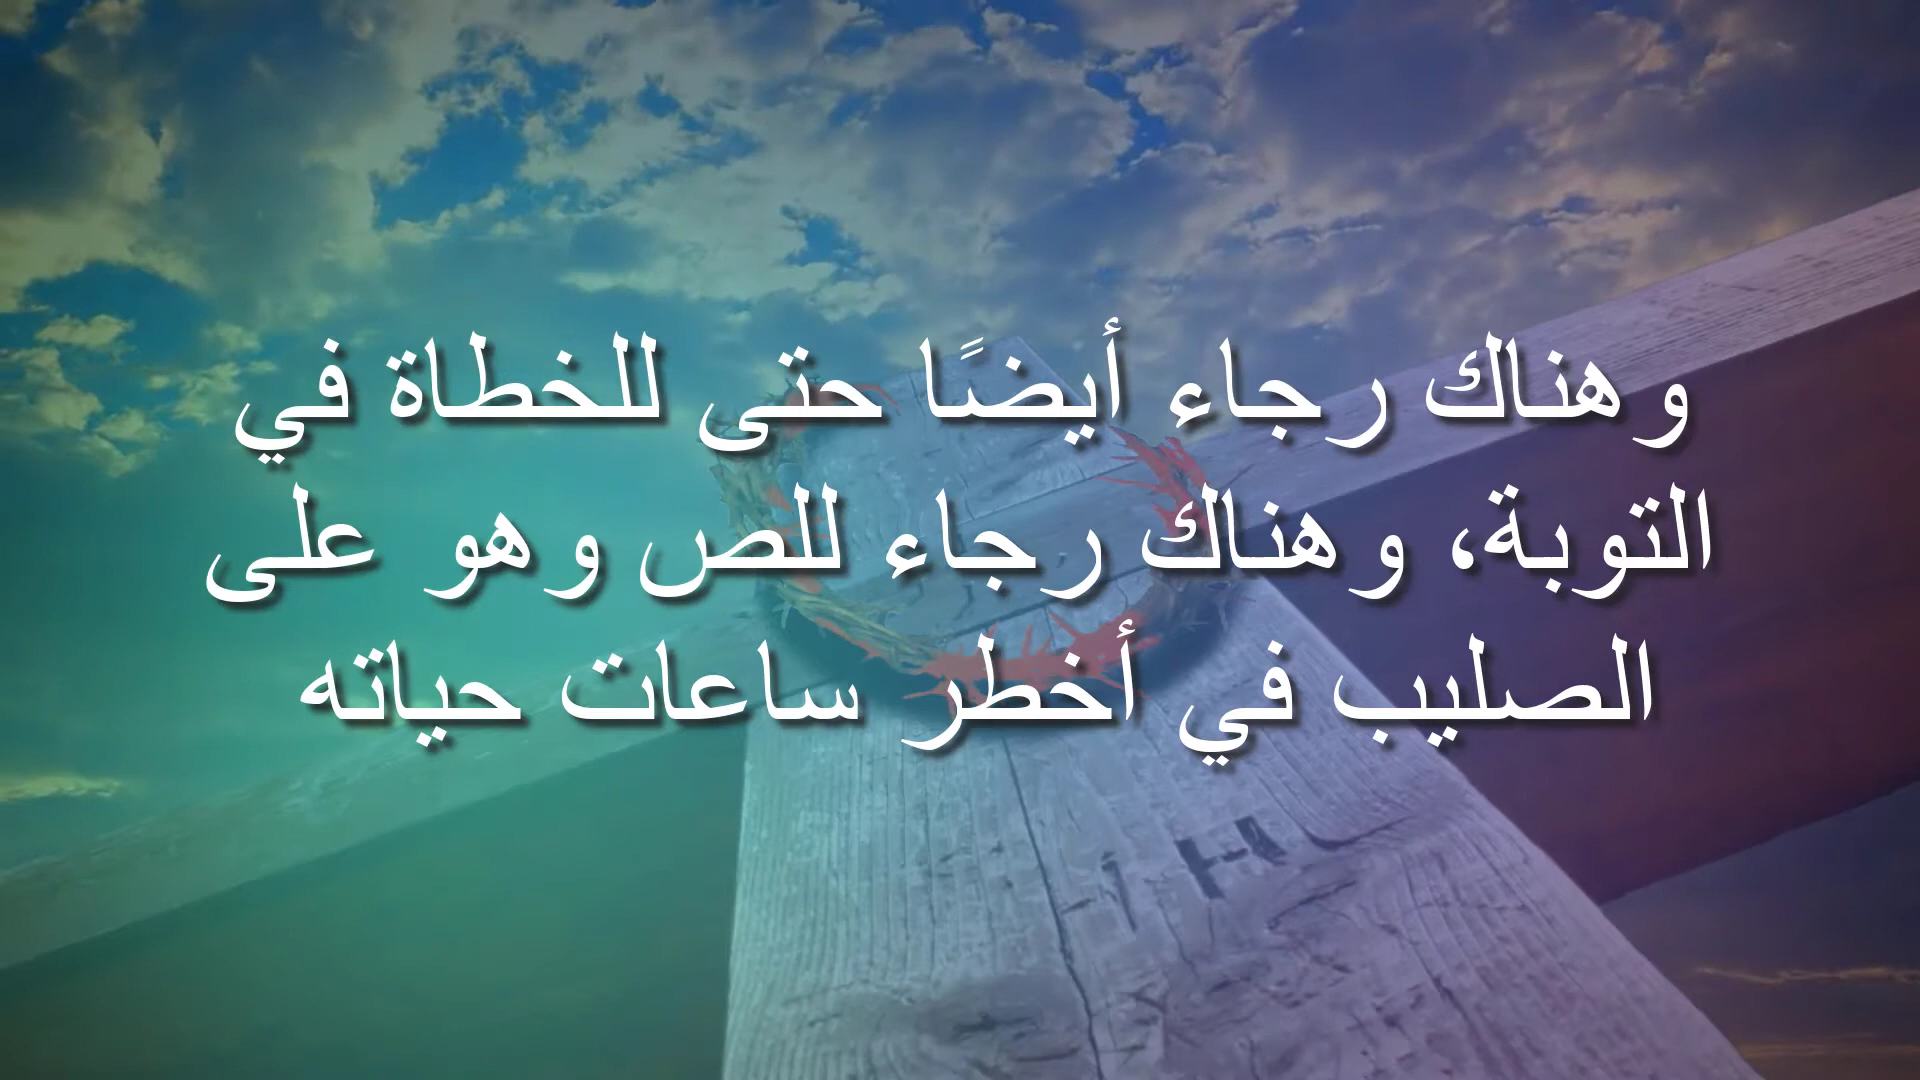 وهناك رجاء أيضًا حتى للخطاة في
التوبة، وهناك رجاء للص وهو على
الصليب في أخطر ساعات حياته